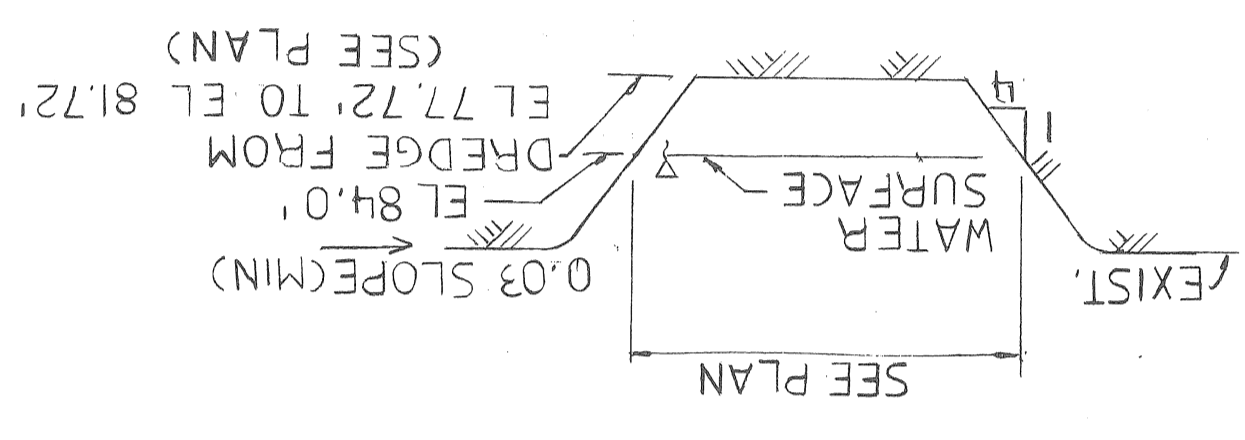 SEE PLAN
EXIST.
0.03 SLOPE(MIN)
WATER
SURFACE
EL 84.0'
1
4
DREDGE FROM
EL 77.72' TO EL 81.72'
(SEE PLAN)